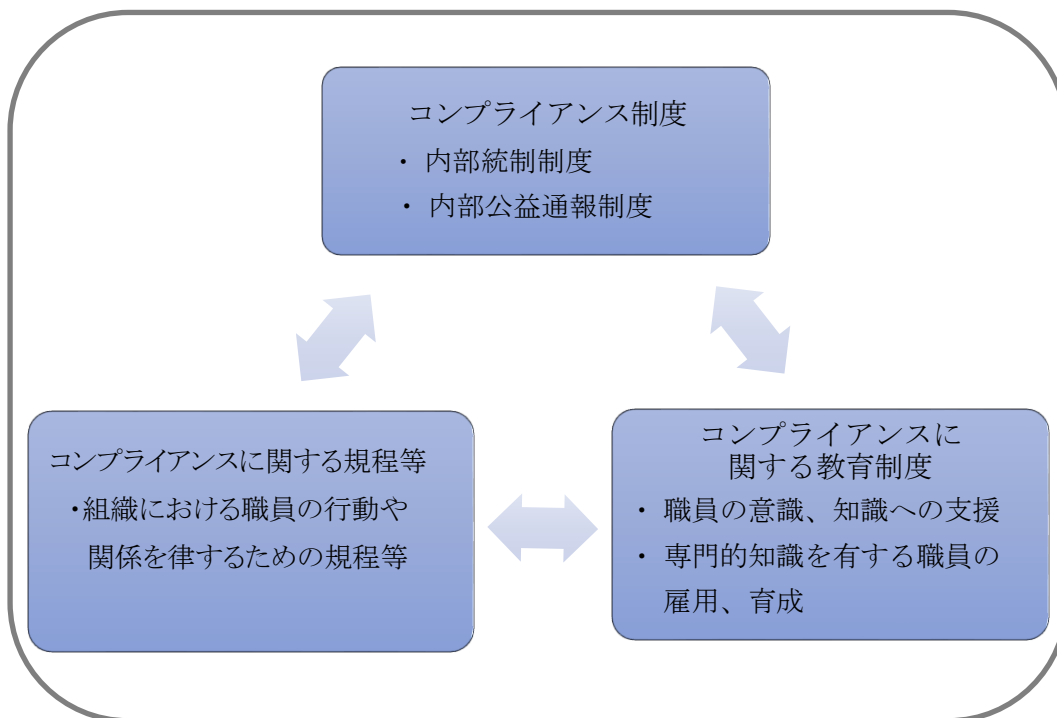 コンプライアンス制度
・ 内部統制制度
・ 内部公益通報制度
コンプライアンスに関する規程等
・組織における職員の行動や
関係を律するための規程等
コンプライアンスに
関する教育制度
・ 職員の意識、知識への支援
・ 専門的知識を有する職員の
雇用、育成